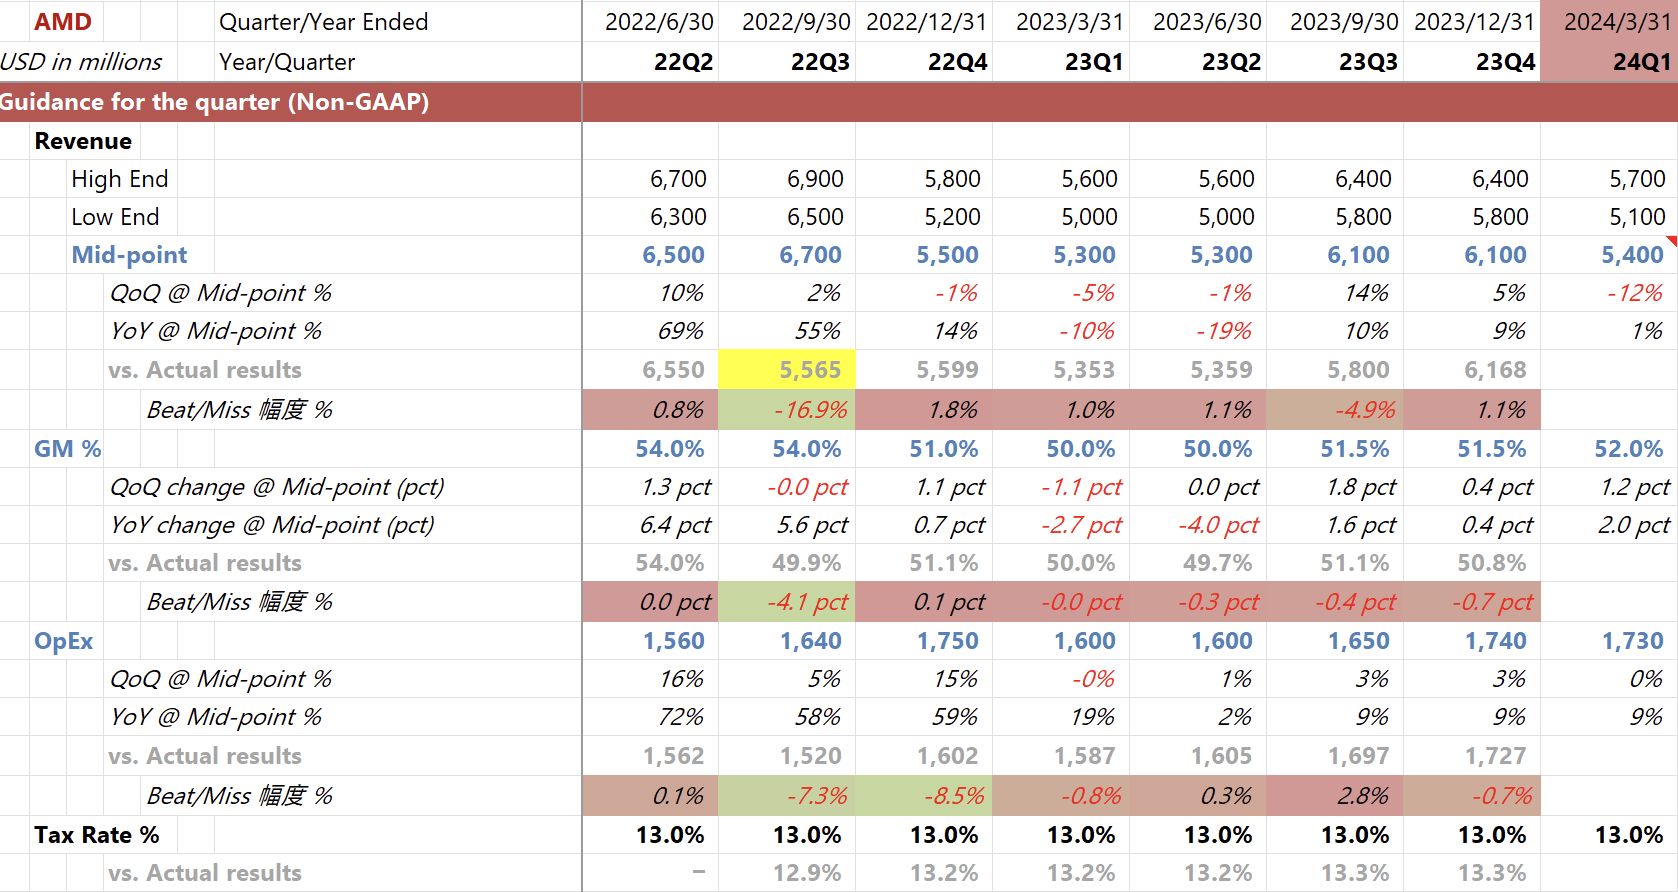 AMD Quarter/Year Ended 2022/6/30 2022/9/30 2022/12/31 2023/3/31 2023/6/30 2023/9/30 2023/12/31 2024/3/31
USD in millions Year/Quarter 22Q2 22Q3 22Q4 23Q1 23Q2 23Q3 23Q4 24Q1
Guidance for the quarter (Non-GAAP)
Revenue
High End 6,700 6,900 5,800 5,600 5,600 6,400 6,400 5,700
Low End 6,300 6,500 5,200 5,000 5,000 5,800 5,800 5,100
Mid-point 6,500 6,700 5,500 5,300 5,300 6,100 6,100 5,400
QoQ @ Mid-point % 10% 2% -1% -5% -1% 14% 5% -12%
YoY @ Mid-point % 69% 55% 14% -10% -19% 10% 9% 1%
vs. Actual results 6,550 5,565 5,599 5,353 5,359 5,800 6,168
Beat/Miss 幅度 % 0.8% -16.9% 1.8% 1.0% 1.1% -4.9% 1.1%
GM % 54.0% 54.0% 51.0% 50.0% 50.0% 51.5% 51.5% 52.0%
QoQ change @ Mid-point (pct) 1.3 pct -0.0 pct 1.1 pct -1.1 pct 0.0 pct 1.8 pct 0.4 pct 1.2 pct
YoY change @ Mid-point (pct) 6.4 pct 5.6 pct 0.7 pct -2.7 pct -4.0 pct 1.6 pct 0.4 pct 2.0 pct
vs. Actual results 54.0% 49.9% 51.1% 50.0% 49.7% 51.1% 50.8%
Beat/Miss 幅度 % 0.0 pct -4.1 pct 0.1 pct -0.0 pct -0.3 pct -0.4 pct -0.7 pct
OpEx 1,560 1,640 1,750 1,600 1,600 1,650 1,740 1,730
QoQ @ Mid-point % 16% 5% 15% -0% 1% 3% 3% 0%
YoY @ Mid-point % 72% 58% 59% 19% 2% 9% 9% 9%
vs. Actual results 1,562 1,520 1,602 1,587 1,605 1,697 1,727
Beat/Miss 幅度 % 0.1% -7.3% -8.5% -0.8% 0.3% 2.8% -0.7%
Tax Rate % 13.0% 13.0% 13.0% 13.0% 13.0% 13.0% 13.0% 13.0%
vs. Actual results – 12.9% 13.2% 13.2% 13.2% 13.3% 13.3%